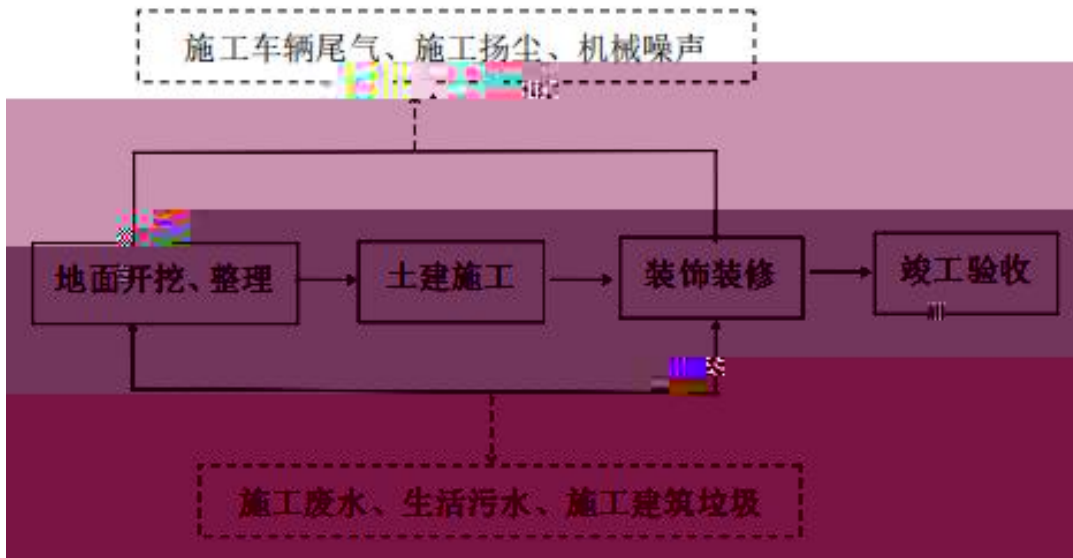 施工车辆尾气、施工扬尘、机械噪声
地面开挖、整理
土建施工
装饰装修
竣工验收
施工废水、生活污水、施工建筑垃圾